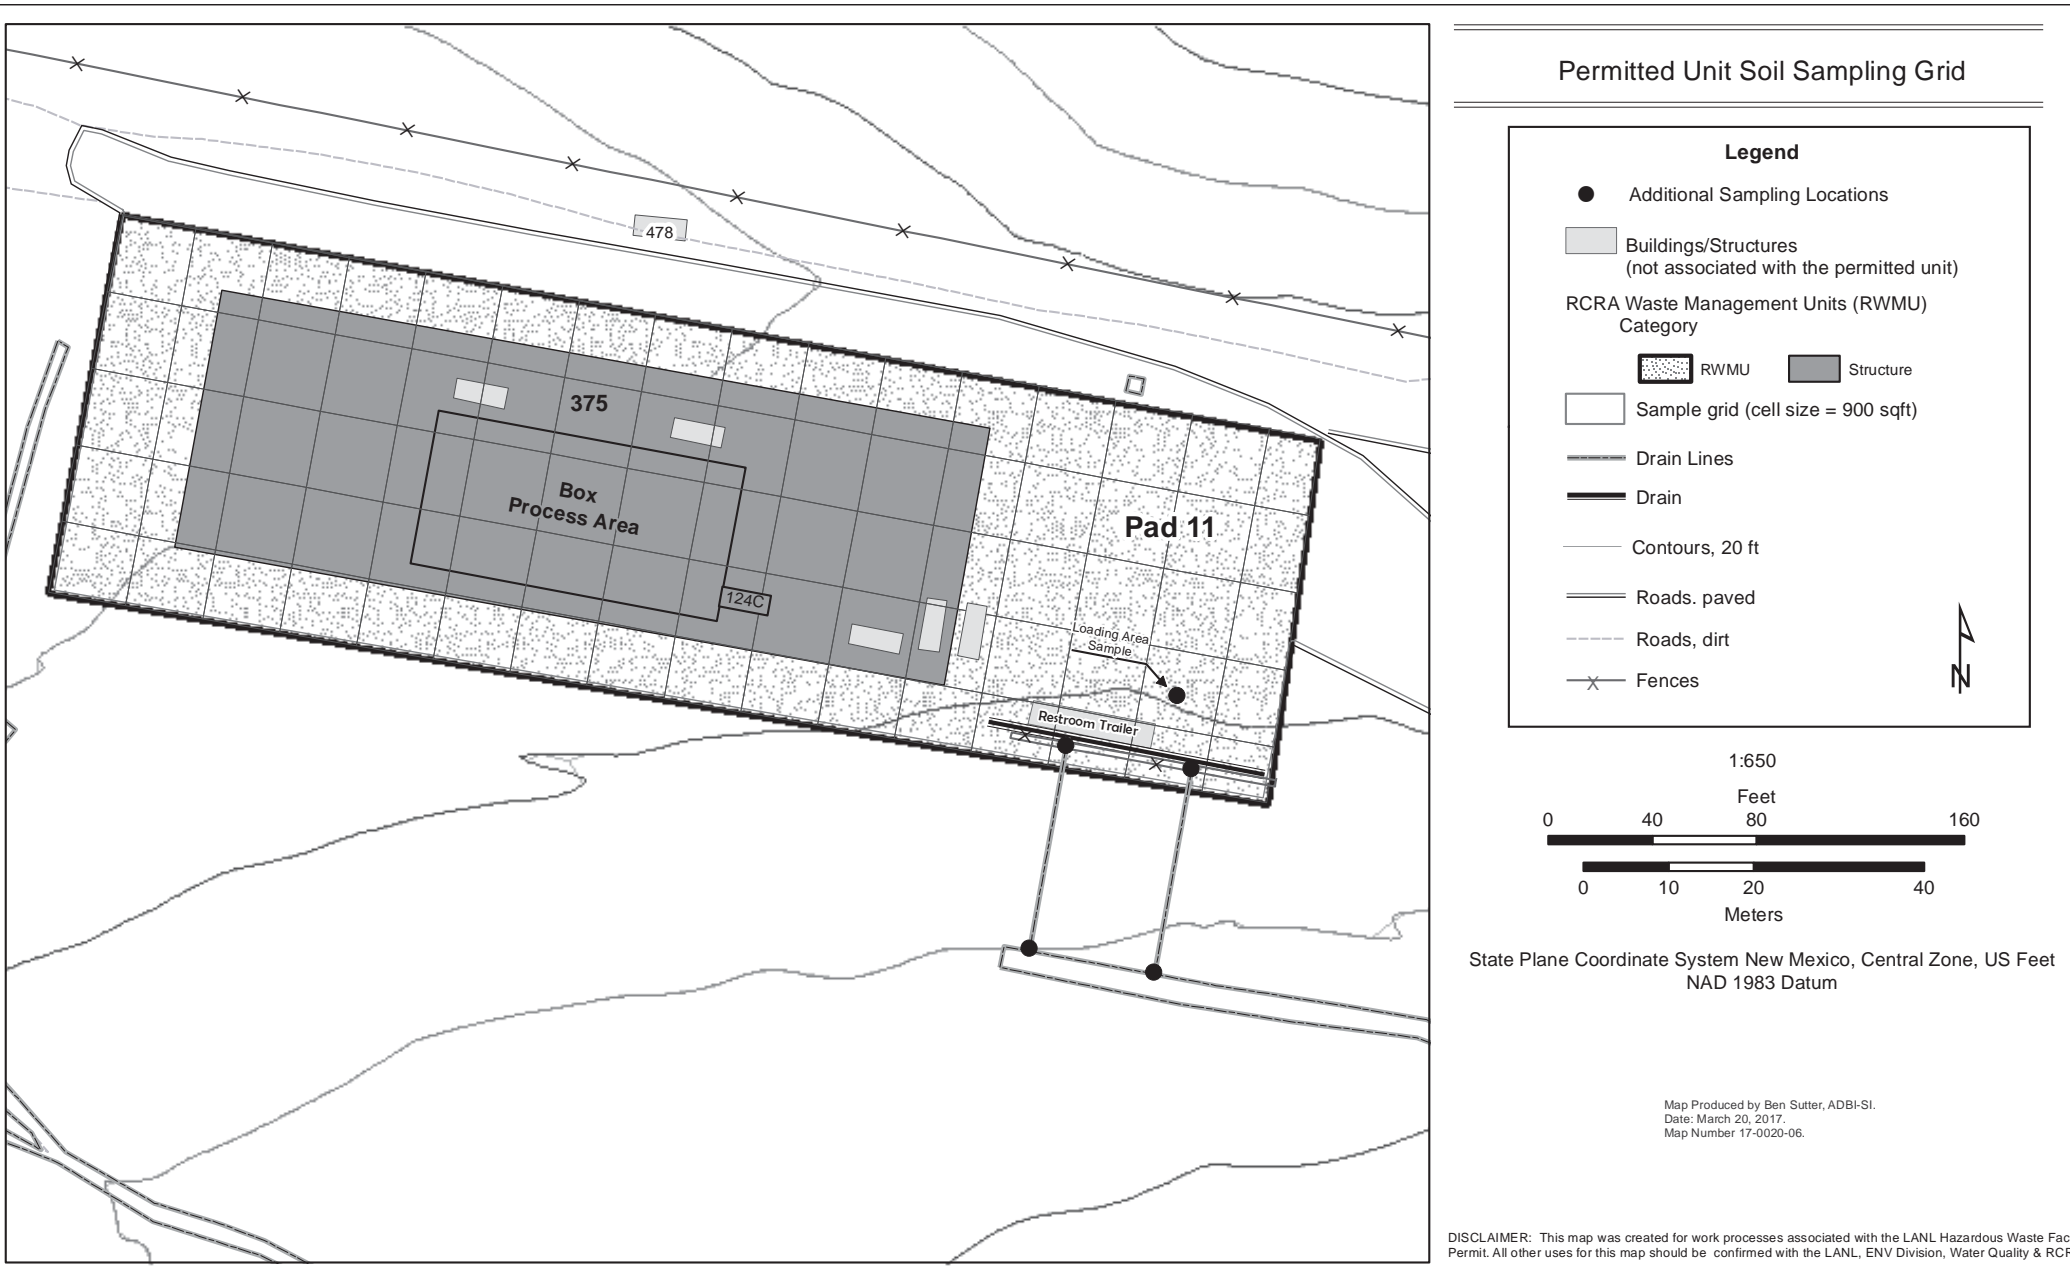 Permitted Unit Soil Sampling Grid
Legend
Additional Sampling Locations
Buildings/Structures
(not associated with the permitted unit)
RCRA Waste Management Units (RWMU)
Category
RWMU
Structure
Sample grid (cell size = 900 sqft)
Drain Lines
Drain
Contours, 20 ft
Roads. paved
Roads, dirt
Fences
N
478
375
Box
Process Area
Pad 11
124C
Loading Area
Sample
Restroom Trailer
1:650
Feet
0 40 80 160
0 10 20 40
Meters
State Plane Coordinate System New Mexico, Central Zone, US Feet
NAD 1983 Datum
Map Produced by Ben Sutter, ADBI-SI.
Date: March 20, 2017.
Map Number 17-0020-06.
DISCLAIMER: This map was created for work processes associated with the LANL Hazardous Waste Fac
Permit. All other uses for this map should be confirmed with the LANL, ENV Division, Water Quality & RCR